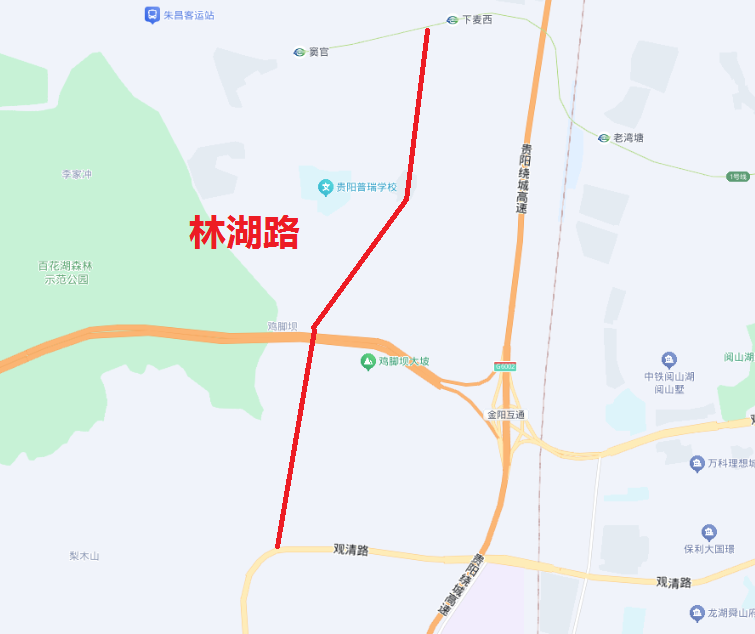 朱昌客运站
下麦西
窦官
老湾塘
贵阳绕城高速
1号线
李家冲
贵阳普瑞学校
林湖路
百花湖森林
示范公园
鸡脚坝
鸡脚坝大坡
G6002
阅山湖
中铁阅山湖
阅山墅
金阳互通
万科理想城
梨木山
观清路
保利大国璟
贵阳绕城高速
观清路
龙湖舜山府